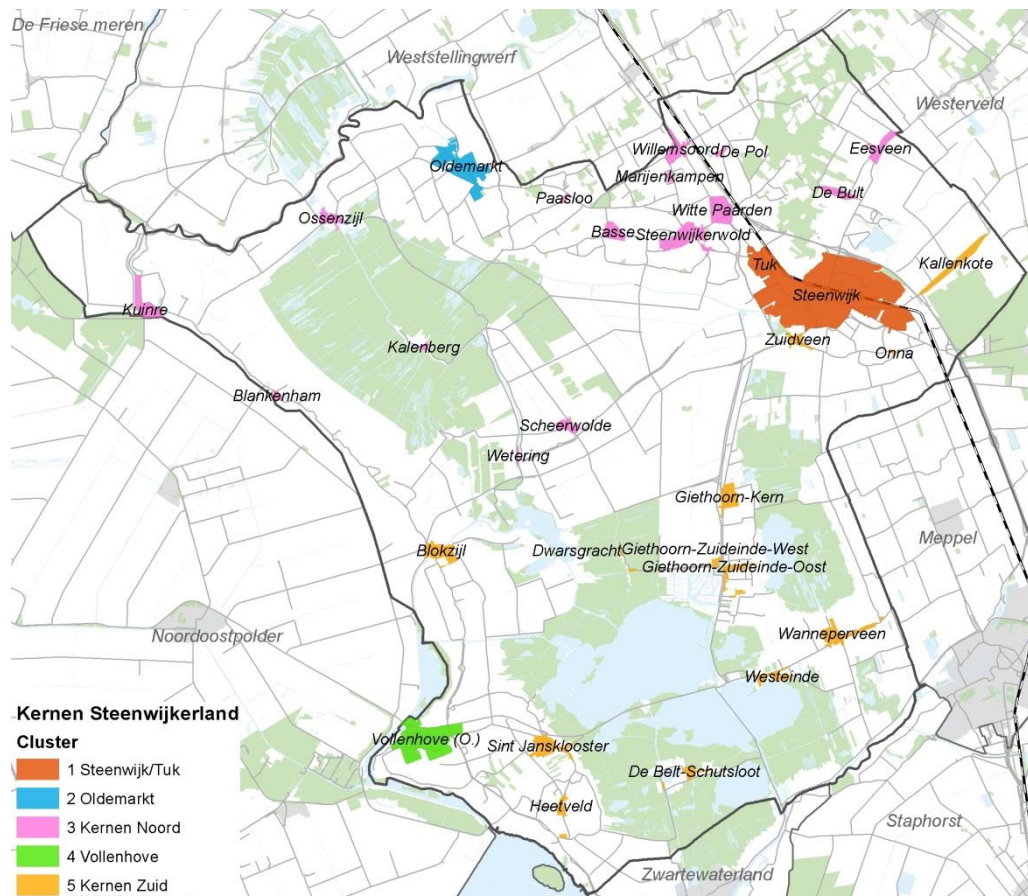 De Friese meren
Weststellingwerf
Westerveld
Oldemarkt
Willemsoord
De Pol
Eesveen
Marijenkampen
Paasloo
De Bult
Ossenzijl
Witte Paarden
Basse
Steenwijkerwold
Tuk
Kallenkote
Steenwijk
Kuinre
Zuidveen
Onna
Kalenberg
Blankenham
Scheerwolde
Wetering
Giethoorn-Kern
Meppel
Blokzijl
Dwarsgracht
Giethoorn-Zuideinde-West
Giethoorn-Zuideinde-Oost
Noordoostpolder
Wanneperveen
Westeinde
Vollenhove (O.)
Sint Jansklooster
De Belt-Schutsloot
Heetveld
Staphorst
Zwartewaterland
Kernen Steenwijkerland
Cluster
1 Steenwijk/Tuk
2 Oldemarkt
3 Kernen Noord
4 Vollenhove
5 Kernen Zuid